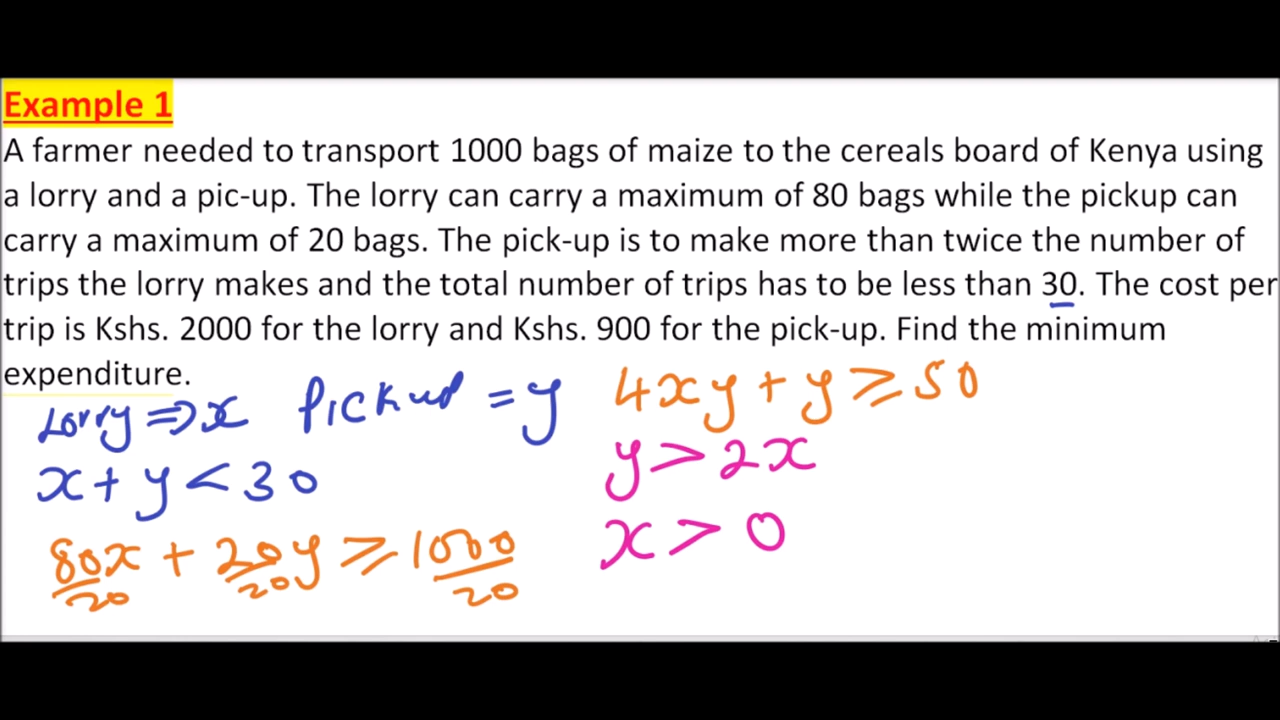 Example 1
A farmer needed to transport 1000 bags of maize to the cereals board of Kenya using
a lorry and a pic-up. The lorry can carry a maximum of 80 bags while the pickup can
carry a maximum of 20 bags. The pick-up is to make more than twice the number of
trips the lorry makes and the total number of trips has to be less than 30. The cost per
trip is Kshs. 2000 for the lorry and Kshs. 900 for the pick-up. Find the minimum
expenditure.
Lorry => x Pickup = y
x + y < 30
80x/20 + 20y/20 ≥ 1000/20
4xy + y ≥ 50
y > 2x
x > 0